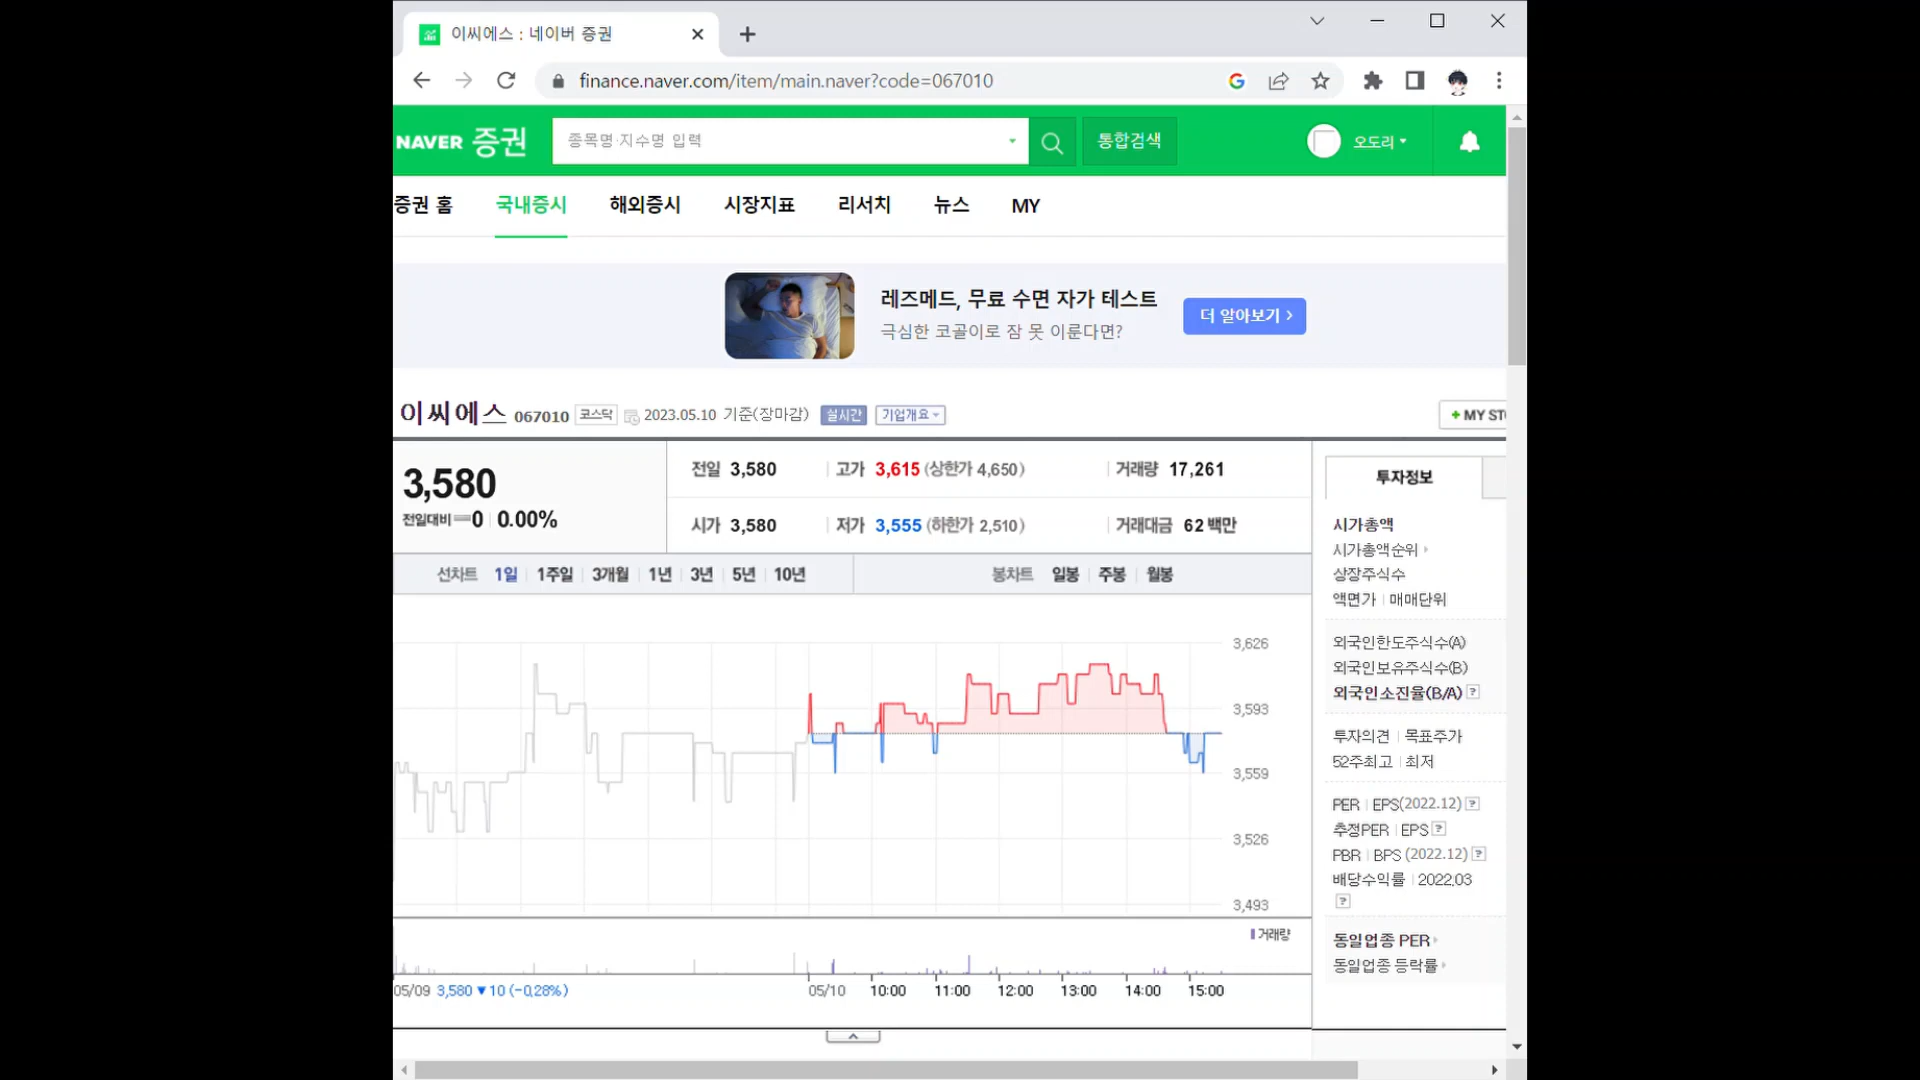 이씨에스 : 네이버 증권
finance.naver.com/item/main.naver?code=067010
NAVER 증권 종목명·지수명 입력 통합검색 오도리
증권 홈 국내증시 해외증시 시장지표 리서치 뉴스 MY
레즈메드, 무료 수면 자가 테스트
극심한 코골이로 잠 못 이룬다면?
더 알아보기
이씨에스 067010 코스닥 2023.05.10 기준(장마감) 실시간 기업개요 + MY STO
3,580
전일대비 0 0.00%
전일 3,580 고가 3,615 (상한가 4,650) 거래량 17,261
시가 3,580 저가 3,555 (하한가 2,510) 거래대금 62 백만
선차트 1일 1주일 3개월 1년 3년 5년 10년 봉차트 일봉 주봉 월봉
3,626
3,593
3,559
3,526
3,493
거래량
05/09 3,580 ▼ 10 (-0.28%) 05/10 10:00 11:00 12:00 13:00 14:00 15:00
투자정보
시가총액
시가총액순위
상장주식수
액면가 | 매매단위
외국인한도주식수(A)
외국인보유주식수(B)
외국인소진율(B/A) ?
투자의견 | 목표주가
52주최고 | 최저
PER | EPS(2022.12) ?
추정PER | EPS ?
PBR | BPS (2022.12) ?
배당수익률 | 2022.03
?
동일업종 PER
동일업종 등락률